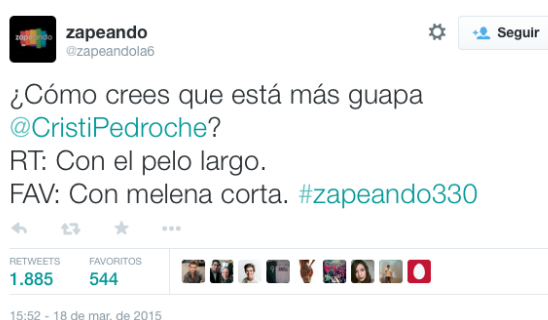 zapeando
@zapeandola6
Seguir
¿Cómo crees que está más guapa
@CristiPedroche?
RT: Con el pelo largo.
FAV: Con melena corta. #zapeando330
RETWEETS FAVORITOS
1.885 544
15:52 - 18 de mar. de 2015